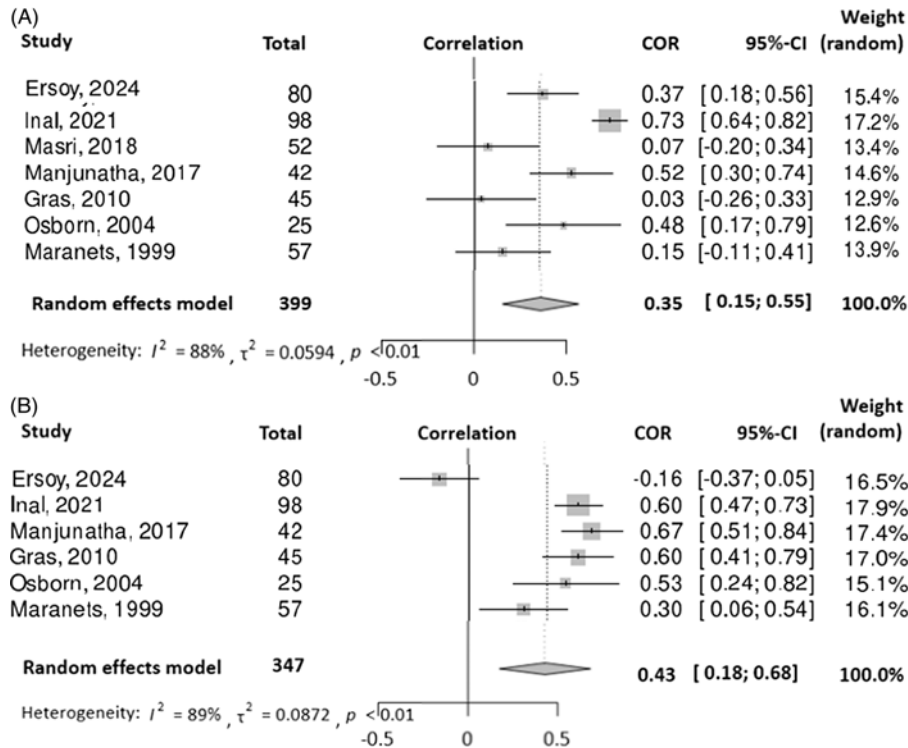 (A)
Weight
Study Total Correlation COR 95%-CI (random)
Ersoy, 2024 80 0.37 [ 0.18; 0.56] 15.4%
Inal, 2021 98 0.73 [ 0.64; 0.82] 17.2%
Masri, 2018 52 0.07 [-0.20; 0.34] 13.4%
Manjunatha, 2017 42 0.52 [ 0.30; 0.74] 14.6%
Gras, 2010 45 0.03 [-0.26; 0.33] 12.9%
Osborn, 2004 25 0.48 [ 0.17; 0.79] 12.6%
Maranets, 1999 57 0.15 [-0.11; 0.41] 13.9%
Random effects model 399 0.35 [ 0.15; 0.55] 100.0%
Heterogeneity: I² = 88% , τ² = 0.0594 , p < 0.01
-0.5 0 0.5
(B)
Weight
Study Total Correlation COR 95%-CI (random)
Ersoy, 2024 80 -0.16 [-0.37; 0.05] 16.5%
Inal, 2021 98 0.60 [ 0.47; 0.73] 17.9%
Manjunatha, 2017 42 0.67 [ 0.51; 0.84] 17.4%
Gras, 2010 45 0.60 [ 0.41; 0.79] 17.0%
Osborn, 2004 25 0.53 [ 0.24; 0.82] 15.1%
Maranets, 1999 57 0.30 [ 0.06; 0.54] 16.1%
Random effects model 347 0.43 [ 0.18; 0.68] 100.0%
Heterogeneity: I² = 89% , τ² = 0.0872 , p < 0.01
-0.5 0 0.5